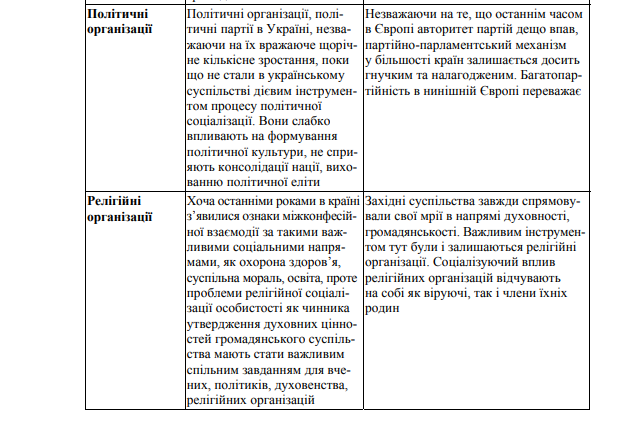 Політичні
організації
Політичні організації, полі-
тичні партії в Україні, незва-
жаючи на їх вражаюче щоріч-
не кількісне зростання, поки
що не стали в українському
суспільстві дієвим інструмен-
том процесу політичної
соціалізації. Вони слабко
впливають на формування
політичної культури, не спри-
яють консолідації нації, вихо-
ванню політичної еліти
Незважаючи на те, що останнім часом
в Європі авторитет партій дещо впав,
партійно-парламентський механізм
у більшості країн залишається досить
гнучким та налагодженим. Багатопар-
тійність в нинішній Європі переважає
Релігійні
організації
Хоча останніми роками в країні
з’явилися ознаки міжконфесій-
ної взаємодії за такими важ-
ливими соціальними напря-
мами, як охорона здоров’я,
суспільна мораль, освіта, проте
проблеми релігійної соціалі-
зації особистості як чинника
утвердження духовних цінно-
стей громадянського суспіль-
ства мають стати важливим
спільним завданням для вче-
них, політиків, духовенства,
релігійних організацій
Західні суспільства завжди спрямову-
вали свої мрії в напрямі духовності,
громадянськості. Важливим інструмен-
том тут були і залишаються релігійні
організації. Соціалізуючий вплив
релігійних організацій відчувають
на собі як віруючі, так і члени їхніх
родин